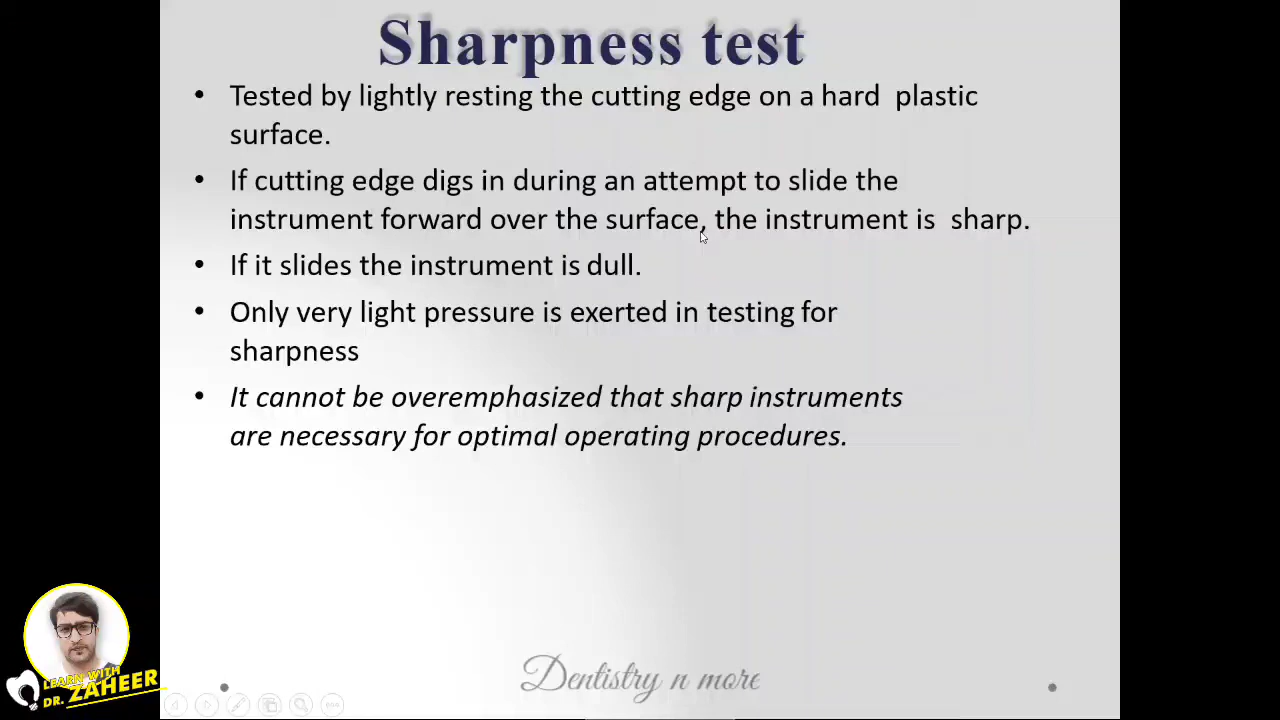 Sharpness test
• Tested by lightly resting the cutting edge on a hard plastic
surface.
• If cutting edge digs in during an attempt to slide the
instrument forward over the surface, the instrument is sharp.
• If it slides the instrument is dull.
• Only very light pressure is exerted in testing for
sharpness
• It cannot be overemphasized that sharp instruments
are necessary for optimal operating procedures.
Dentistry n more
LEARN WITH
DR. ZAHEER